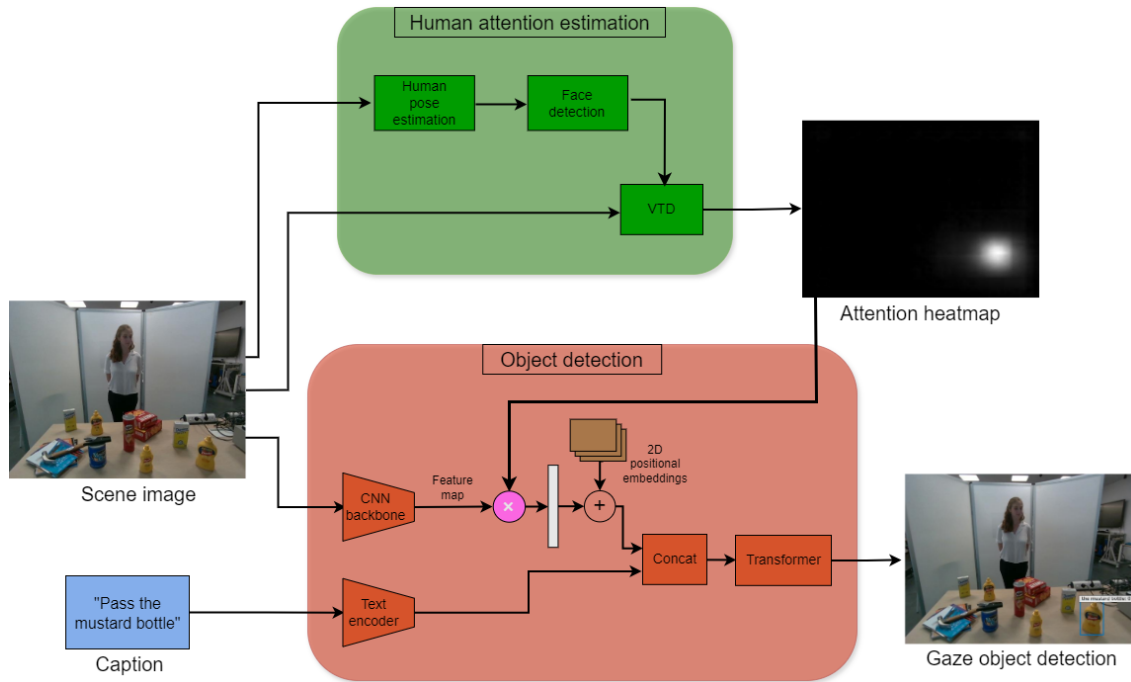 Human attention estimation
Human
pose
estimation
Face
detection
VTD
Attention heatmap
Scene image
Object detection
CNN
backbone
Feature
map
×
2D
positional
embeddings
+
Concat
Transformer
"Pass the
mustard bottle"
Caption
Text
encoder
Gaze object detection